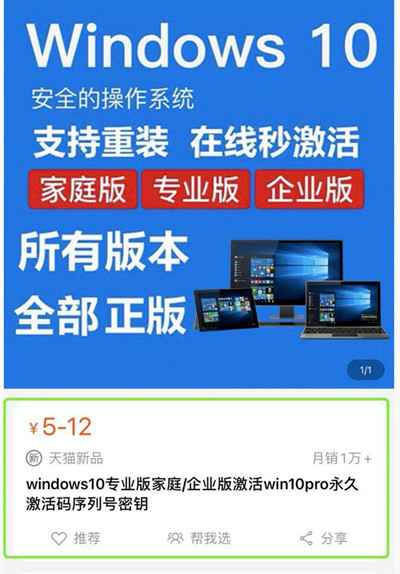 Windows 10
安全的操作系统
支持重装 在线秒激活
家庭版 专业版 企业版
所有版本
全部正版
1/1
¥5-12
新 天猫新品 月销1万+
windows10专业版家庭/企业版激活win10pro永久
激活码序列号密钥
推荐 帮我选 分享